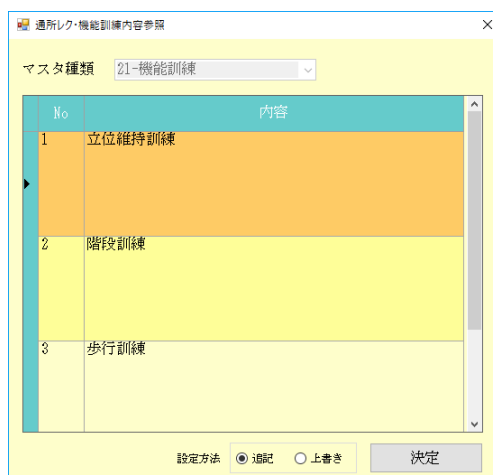 通所レク・機能訓練内容参照
マスタ種類 21-機能訓練
No 内容
1 立位維持訓練
2 階段訓練
3 歩行訓練
設定方法 追記 上書き 決定